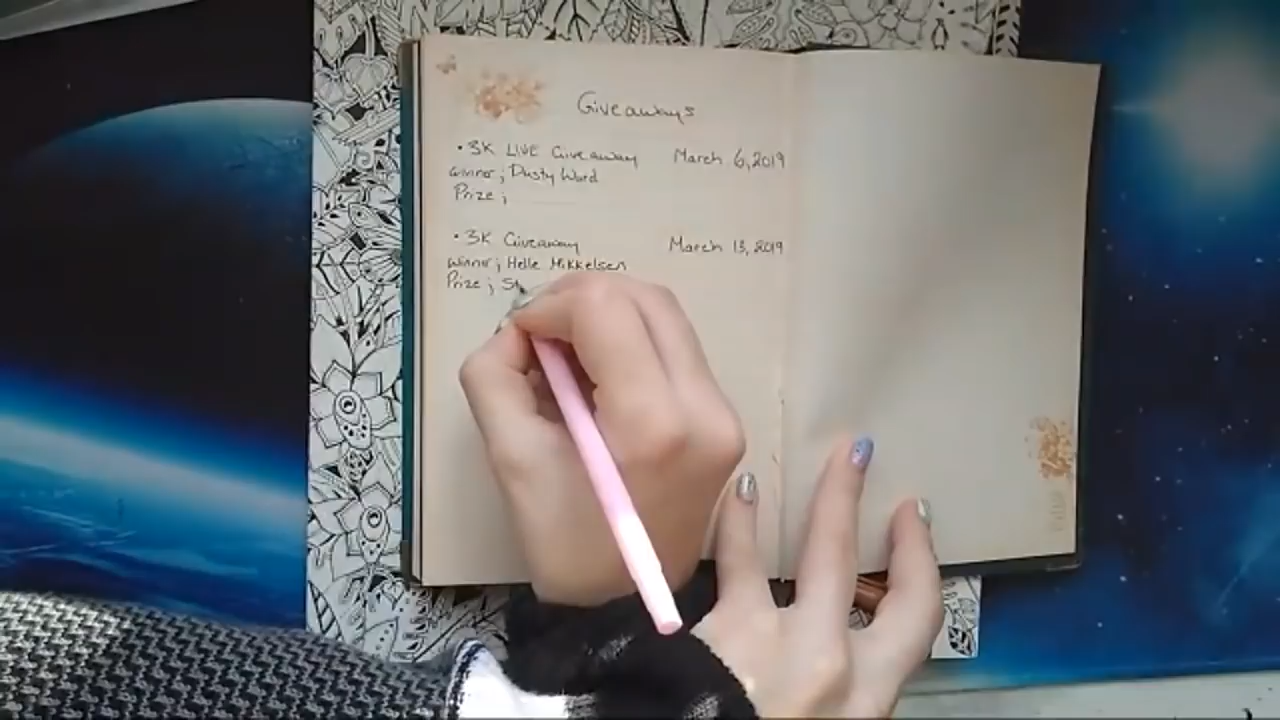 Giveaways
• 3K LIVE Giveaway March 6, 2019
Winner; Dusty Ward
Prize;
• 3K Giveaway March 13, 2019
Winner; Helle Mikkelsen
Prize; St